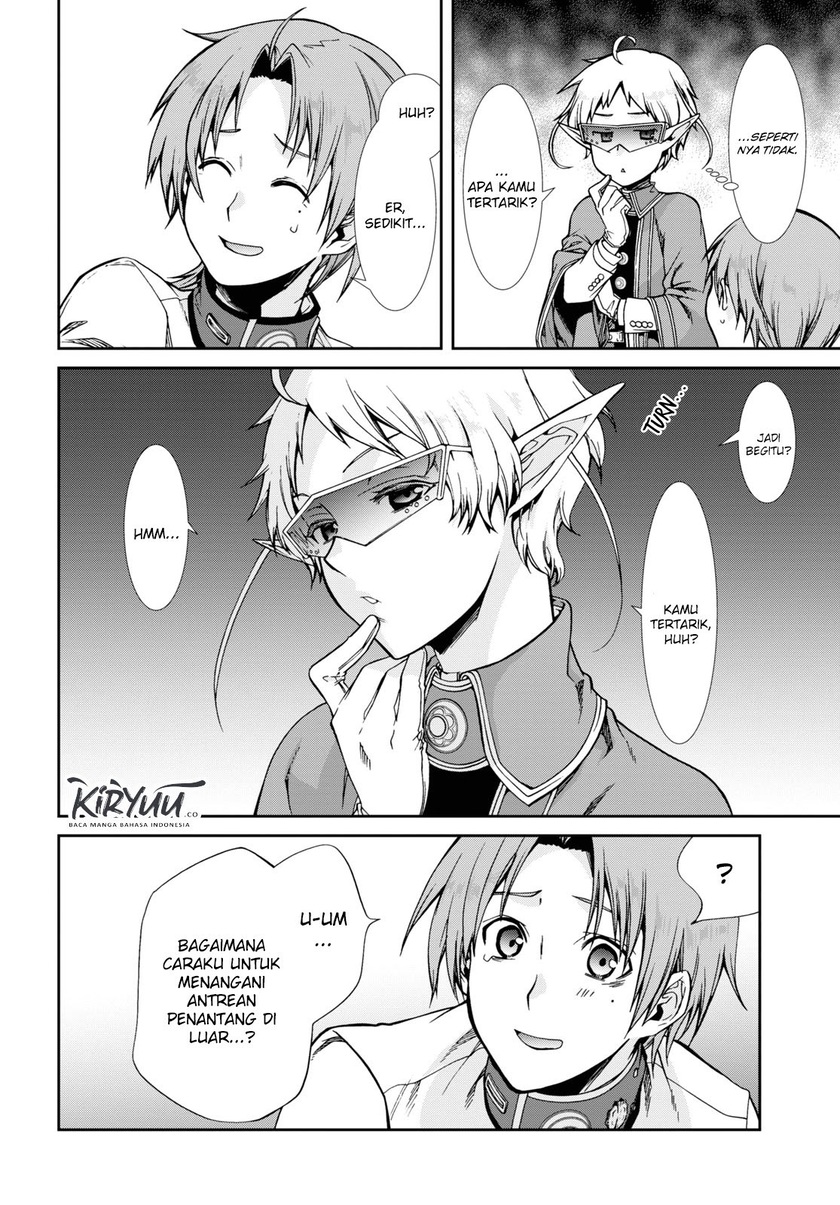 ...SEPERTI
NYA TIDAK.
...
APA KAMU
TERTARIK?
HUH?
ER,
SEDIKIT...
JADI
BEGITU?
TURN...
KAMU
TERTARIK,
HUH?
HMM...
KIRYUU.CO
BACA MANGA BAHASA INDONESIA
?
U-UM
...
BAGAIMANA
CARAKU UNTUK
MENANGANI
ANTREAN
PENANTANG DI
LUAR...?